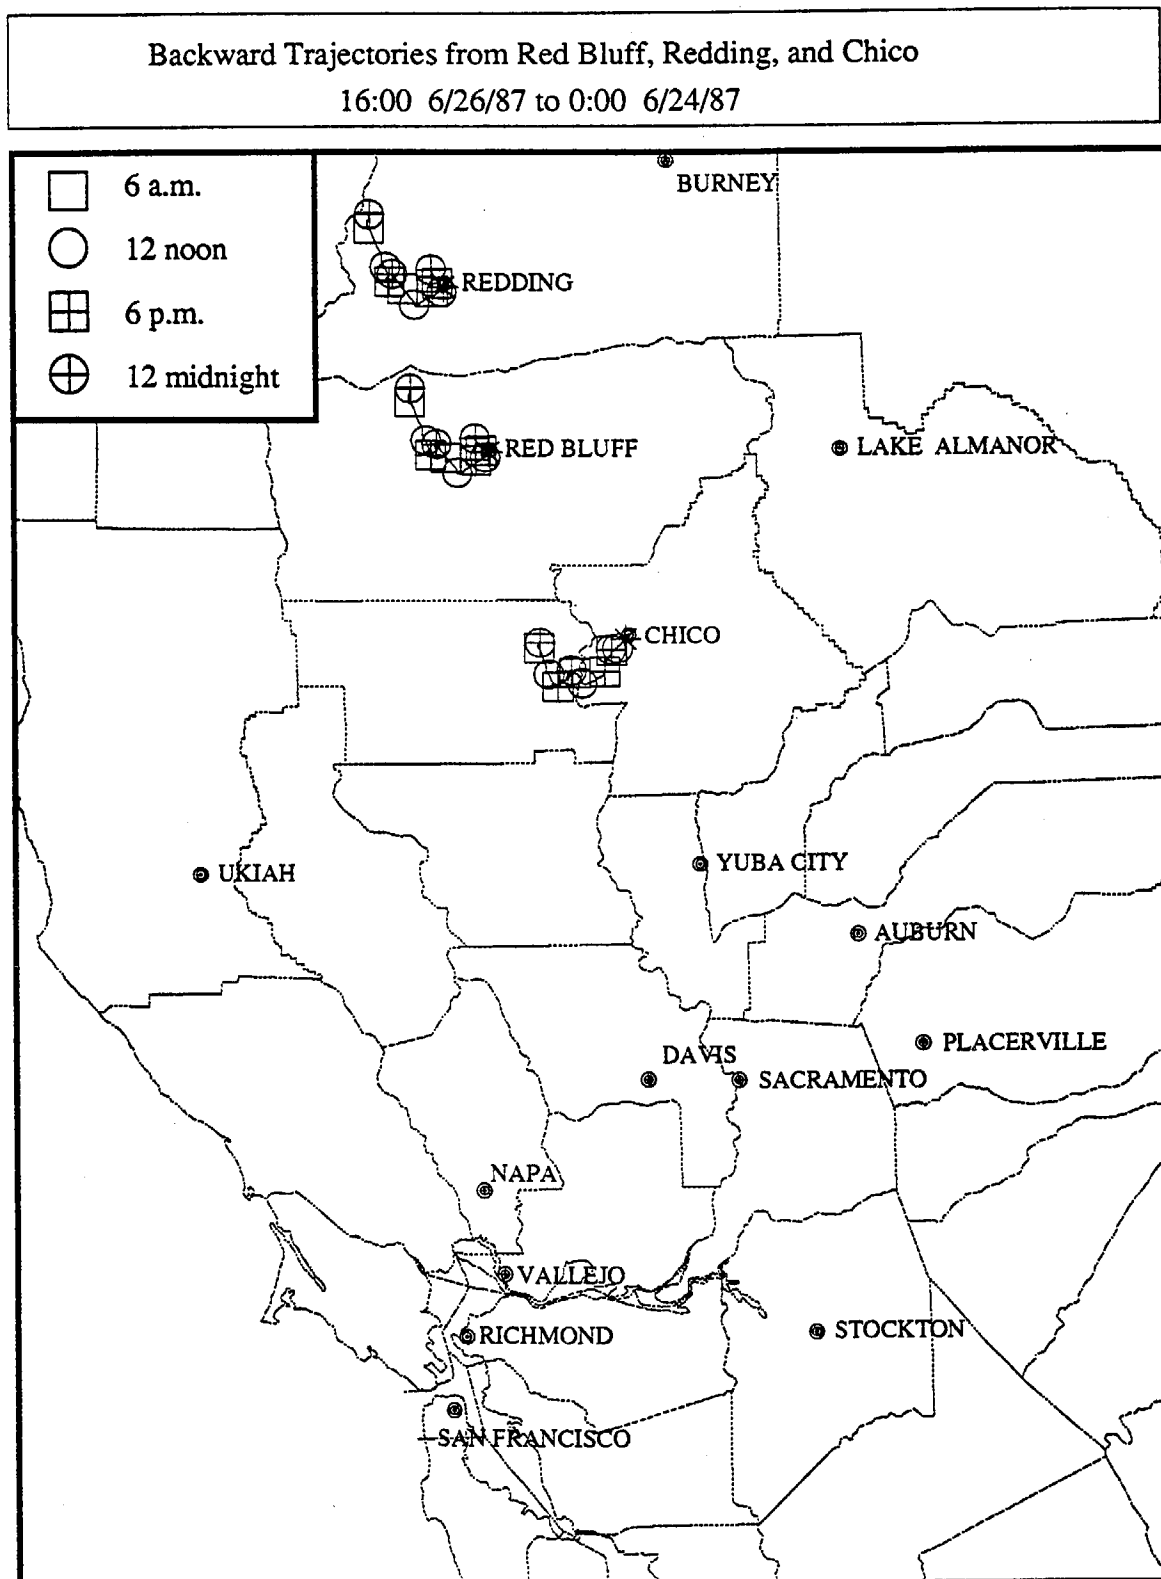 Backward Trajectories from Red Bluff, Redding, and Chico
16:00 6/26/87 to 0:00 6/24/87
6 a.m.
12 noon
6 p.m.
12 midnight
BURNEY
REDDING
RED BLUFF
LAKE ALMANOR
CHICO
YUBA CITY
UKIAH
AUBURN
PLACERVILLE
DAVIS
SACRAMENTO
NAPA
VALLEJO
RICHMOND
STOCKTON
SAN FRANCISCO